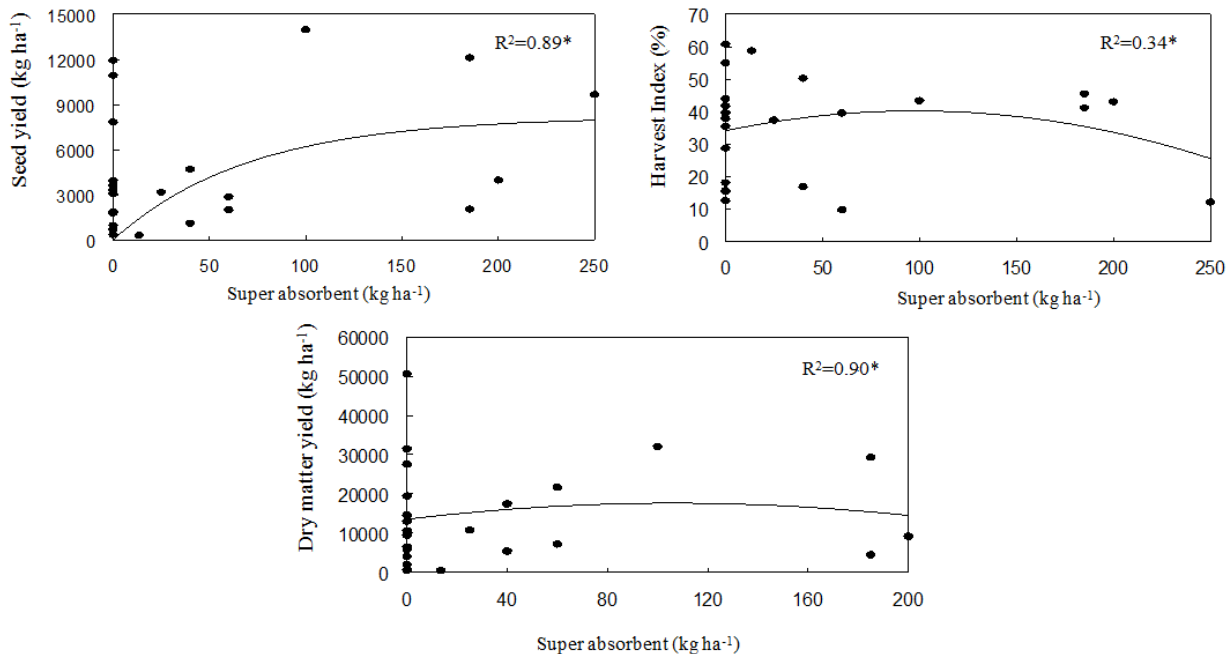 Seed yield (kg ha-1)
15000
12000
9000
6000
3000
0
R2=0.89*
0 50 100 150 200 250
Super absorbent (kg ha-1)
Harvest Index (%)
70
60
50
40
30
20
10
0
R2=0.34*
0 50 100 150 200 250
Super absorbent (kg ha-1)
Dry matter yield (kg ha-1)
60000
50000
40000
30000
20000
10000
0
R2=0.90*
0 40 80 120 160 200
Super absorbent (kg ha-1)